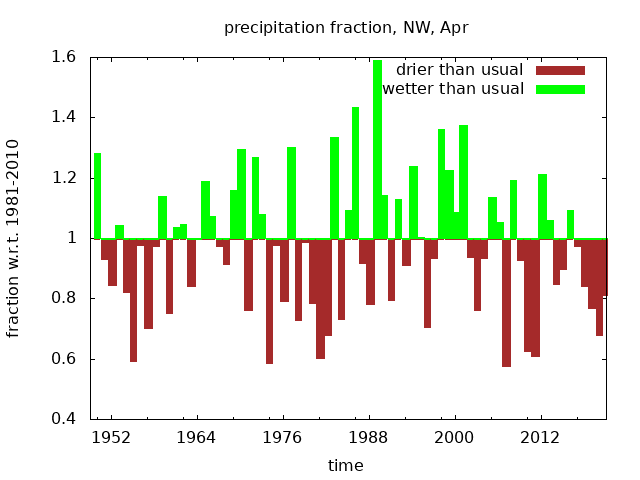 precipitation fraction, NW, Apr
drier than usual
wetter than usual
fraction w.r.t. 1981-2010
1.6
1.4
1.2
1
0.8
0.6
0.4
1952 1964 1976 1988 2000 2012
time